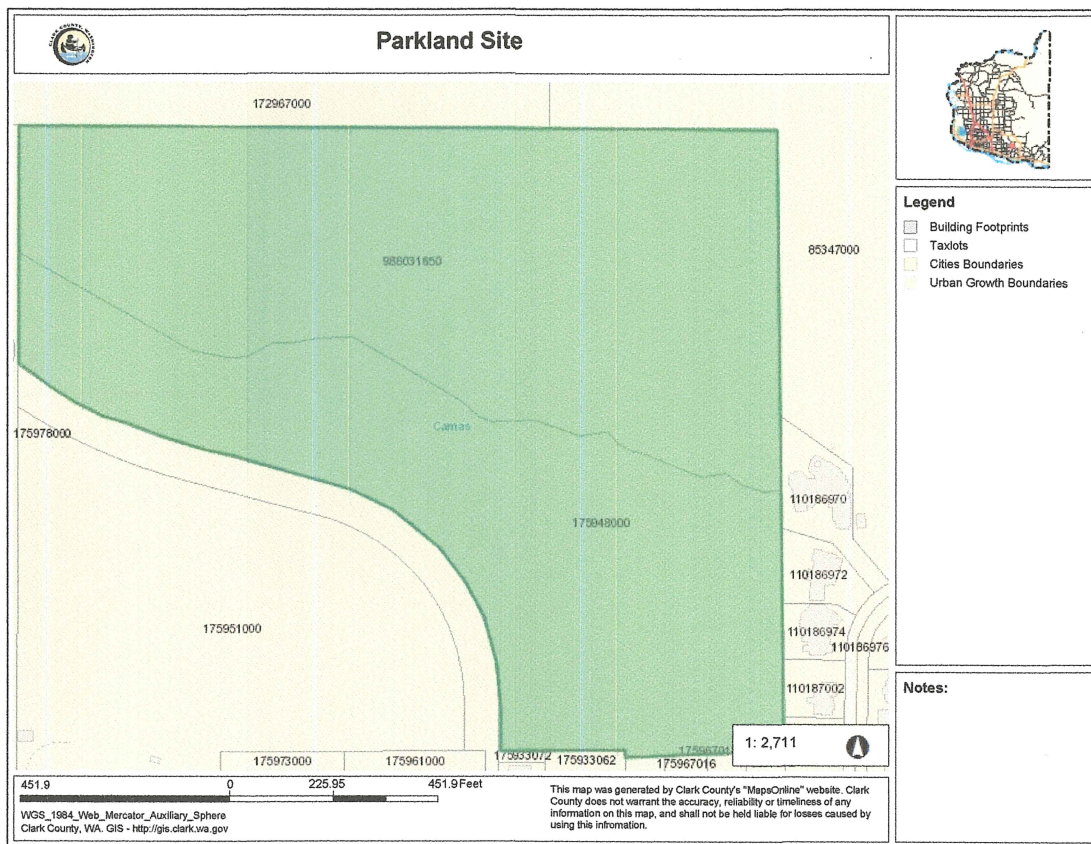 CLARK COUNTY, WASHINGTON
Parkland Site
172967000
986031650
85347000
Camas
175978000
110186970
175948000
110186972
175951000
110186974
110186976
110187002
175973000
175961000
175933072
175933062
175967016
1: 2,711
Legend
Building Footprints
Taxlots
Cities Boundaries
Urban Growth Boundaries
Notes:
451.9
0
225.95
451.9 Feet
WGS_1984_Web_Mercator_Auxiliary_Sphere
Clark County, WA. GIS - http://gis.clark.wa.gov
This map was generated by Clark County's "MapsOnline" website. Clark
County does not warrant the accuracy, reliability or timeliness of any
information on this map, and shall not be held liable for losses caused by
using this infromation.